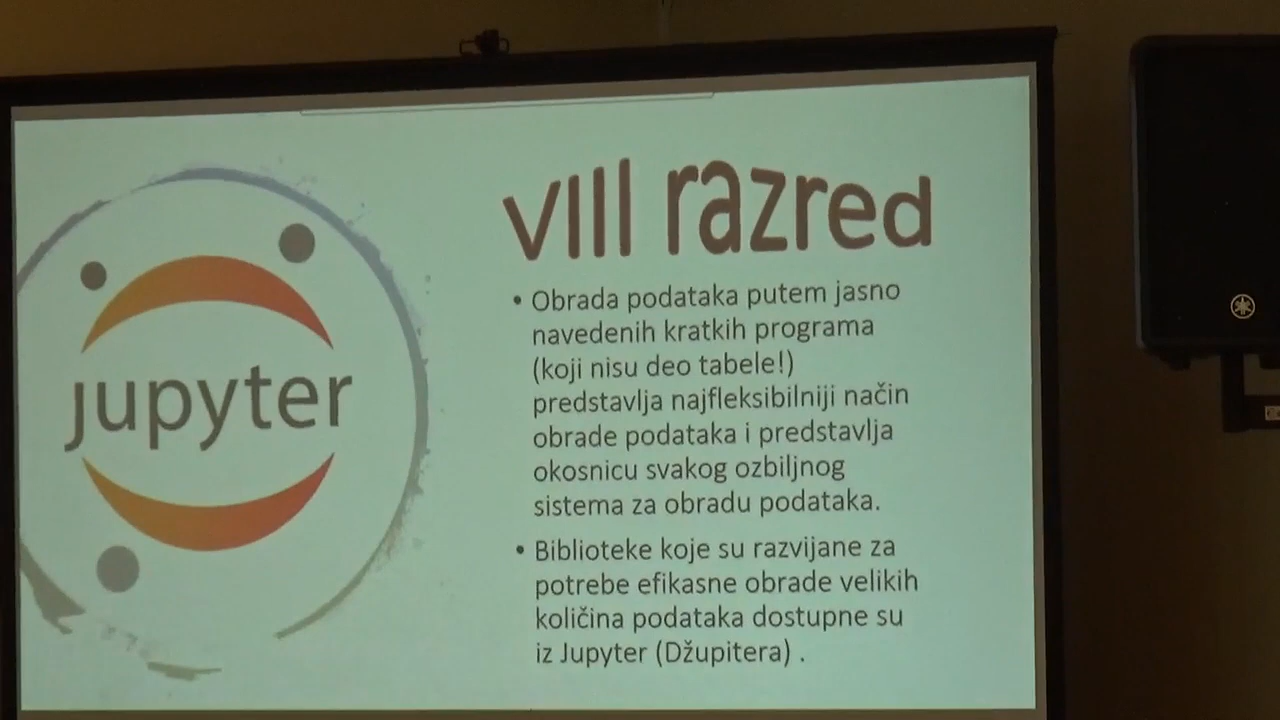 jupyter
VIII razred
• Obrada podataka putem jasno
navedenih kratkih programa
(koji nisu deo tabele!)
predstavlja najfleksibilniji način
obrade podataka i predstavlja
okosnicu svakog ozbiljnog
sistema za obradu podataka.
• Biblioteke koje su razvijane za
potrebe efikasne obrade velikih
količina podataka dostupne su
iz Jupyter (Džupitera) .